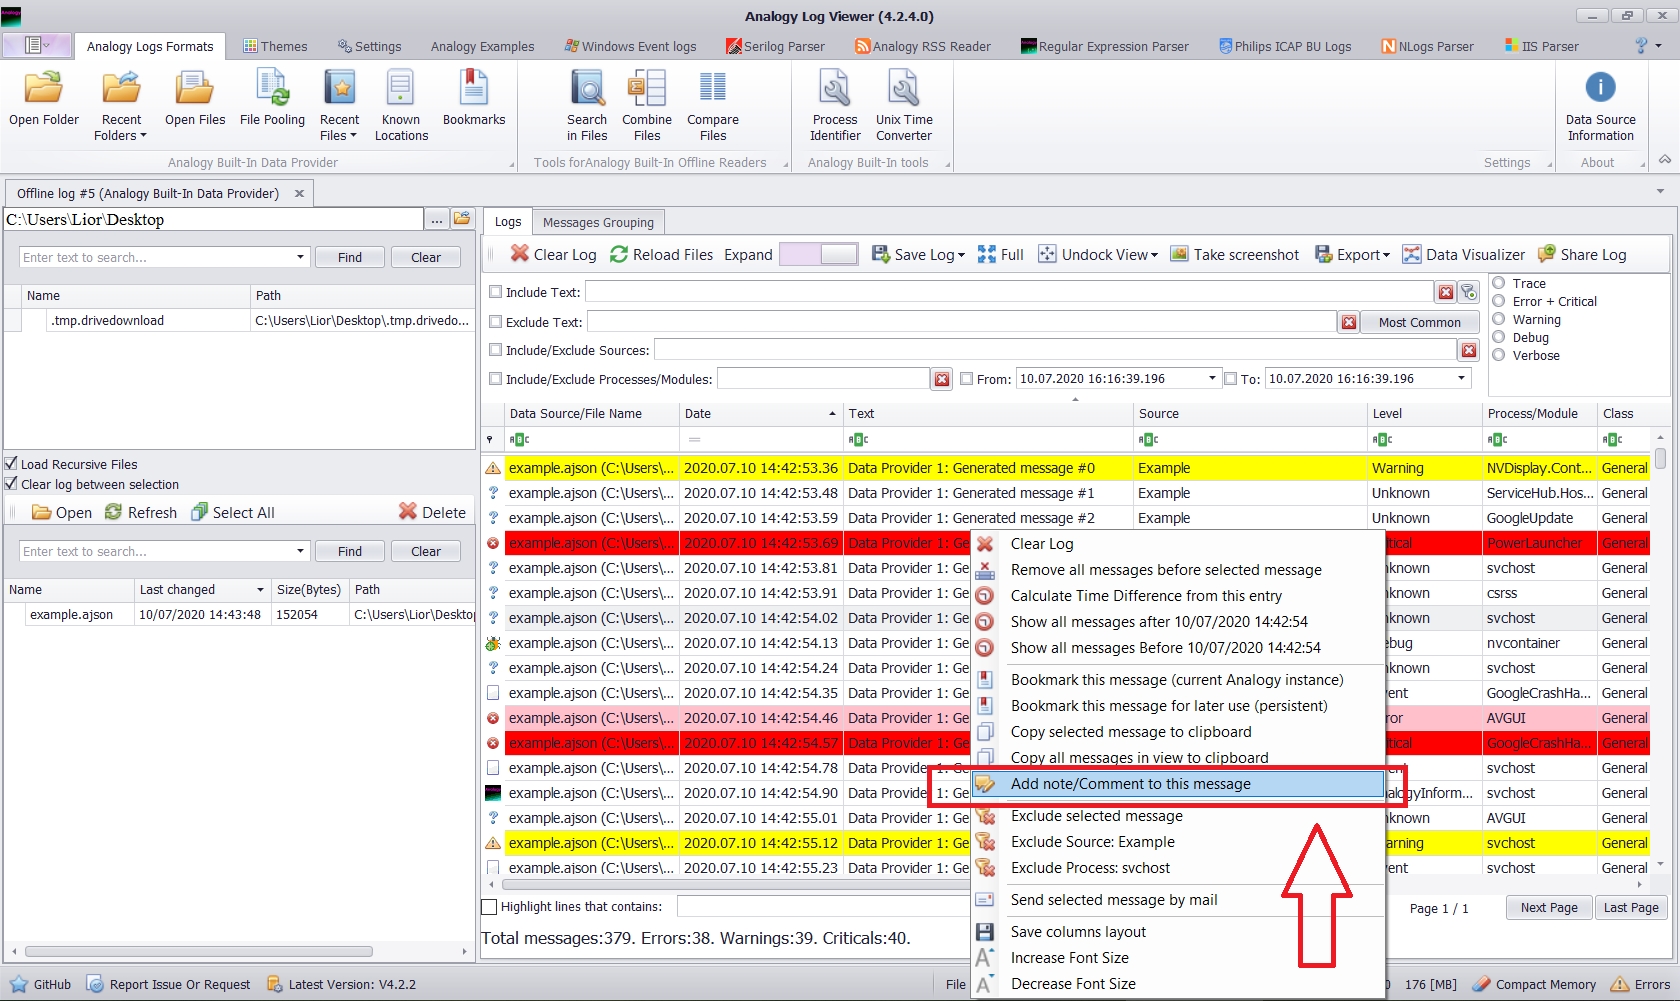 Analogy Log Viewer (4.2.4.0)
Analogy Logs Formats Themes Settings Analogy Examples Windows Event logs Serilog Parser Analogy RSS Reader Regular Expression Parser Philips ICAP BU Logs NLogs Parser IIS Parser
Open Folder Recent Folders Open Files File Pooling Recent Files Known Locations Bookmarks Search in Files Combine Files Compare Files Process Identifier Unix Time Converter Data Source Information
Analogy Built-In Data Provider Tools forAnalogy Built-In Offline Readers Analogy Built-In tools Settings About
Offline log #5 (Analogy Built-In Data Provider)
C:\Users\Lior\Desktop ...
Enter text to search... Find Clear
Name Path
.tmp.drivedownload C:\Users\Lior\Desktop\.tmp.drivedo...
Load Recursive Files
Clear log between selection
Open Refresh Select All Delete
Enter text to search... Find Clear
Name Last changed Size(Bytes) Path
example.ajson 10/07/2020 14:43:48 152054 C:\Users\Lior\Deskto
Logs Messages Grouping
Clear Log Reload Files Expand Save Log Full Undock View Take screenshot Export Data Visualizer Share Log
Include Text:
Exclude Text: Most Common
Include/Exclude Sources:
Include/Exclude Processes/Modules: From: 10.07.2020 16:16:39.196 To: 10.07.2020 16:16:39.196
Trace
Error + Critical
Warning
Debug
Verbose
Data Source/File Name Date Text Source Level Process/Module Class
ABC = ABC ABC ABC ABC ABC
example.ajson (C:\Users\... 2020.07.10 14:42:53.36 Data Provider 1: Generated message #0 Example Warning NVDisplay.Cont... General
example.ajson (C:\Users\... 2020.07.10 14:42:53.48 Data Provider 1: Generated message #1 Example Unknown ServiceHub.Hos... General
example.ajson (C:\Users\... 2020.07.10 14:42:53.59 Data Provider 1: Generated message #2 Example Unknown GoogleUpdate General
example.ajson (C:\Users\... 2020.07.10 14:42:53.69 Data Provider 1: Ge tical PowerLauncher General
example.ajson (C:\Users\... 2020.07.10 14:42:53.81 Data Provider 1: Ge nknown svchost General
example.ajson (C:\Users\... 2020.07.10 14:42:53.91 Data Provider 1: Ge nknown csrss General
example.ajson (C:\Users\... 2020.07.10 14:42:54.02 Data Provider 1: Ge nknown svchost General
example.ajson (C:\Users\... 2020.07.10 14:42:54.13 Data Provider 1: Ge ebug nvcontainer General
example.ajson (C:\Users\... 2020.07.10 14:42:54.24 Data Provider 1: Ge nknown svchost General
example.ajson (C:\Users\... 2020.07.10 14:42:54.35 Data Provider 1: Ge ent GoogleCrashHa... General
example.ajson (C:\Users\... 2020.07.10 14:42:54.46 Data Provider 1: Ge ror AVGUI General
example.ajson (C:\Users\... 2020.07.10 14:42:54.57 Data Provider 1: Ge tical GoogleCrashHa... General
example.ajson (C:\Users\... 2020.07.10 14:42:54.78 Data Provider 1: Ge ent svchost General
example.ajson (C:\Users\... 2020.07.10 14:42:54.90 Data Provider 1: Ge nalogyInform... svchost General
example.ajson (C:\Users\... 2020.07.10 14:42:55.01 Data Provider 1: Ge nknown AVGUI General
example.ajson (C:\Users\... 2020.07.10 14:42:55.12 Data Provider 1: Ge arning svchost General
example.ajson (C:\Users\... 2020.07.10 14:42:55.23 Data Provider 1: Ge ent svchost General
Clear Log
Remove all messages before selected message
Calculate Time Difference from this entry
Show all messages after 10/07/2020 14:42:54
Show all messages Before 10/07/2020 14:42:54
Bookmark this message (current Analogy instance)
Bookmark this message for later use (persistent)
Copy selected message to clipboard
Copy all messages in view to clipboard
Add note/Comment to this message
Exclude selected message
Exclude Source: Example
Exclude Process: svchost
Send selected message by mail
Save columns layout
Increase Font Size
Decrease Font Size
Highlight lines that contains: Page 1 / 1 Next Page Last Page
Total messages:379. Errors:38. Warnings:39. Criticals:40.
GitHub Report Issue Or Request Latest Version: V4.2.2 File 0 176 [MB] Compact Memory Errors